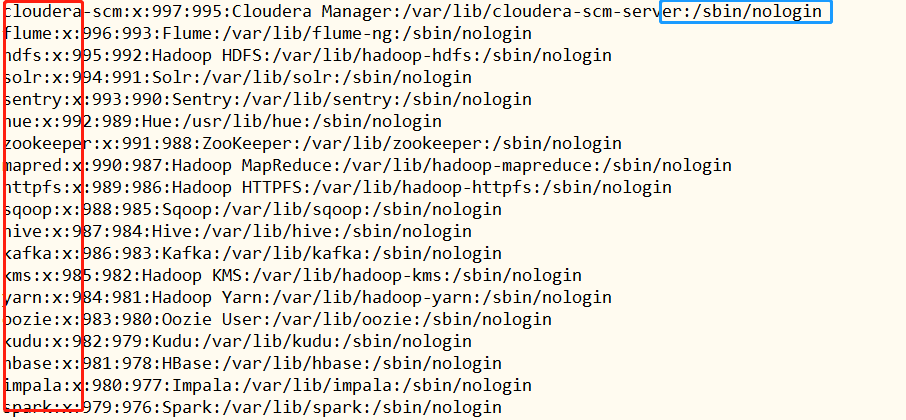 cloudera-scm:x:997:995:Cloudera Manager:/var/lib/cloudera-scm-server:/sbin/nologin
flume:x:996:993:Flume:/var/lib/flume-ng:/sbin/nologin
hdfs:x:995:992:Hadoop HDFS:/var/lib/hadoop-hdfs:/sbin/nologin
solr:x:994:991:Solr:/var/lib/solr:/sbin/nologin
sentry:x:993:990:Sentry:/var/lib/sentry:/sbin/nologin
hue:x:992:989:Hue:/usr/lib/hue:/sbin/nologin
zookeeper:x:991:988:ZooKeeper:/var/lib/zookeeper:/sbin/nologin
mapred:x:990:987:Hadoop MapReduce:/var/lib/hadoop-mapreduce:/sbin/nologin
httpfs:x:989:986:Hadoop HTTPFS:/var/lib/hadoop-httpfs:/sbin/nologin
sqoop:x:988:985:Sqoop:/var/lib/sqoop:/sbin/nologin
hive:x:987:984:Hive:/var/lib/hive:/sbin/nologin
kafka:x:986:983:Kafka:/var/lib/kafka:/sbin/nologin
kms:x:985:982:Hadoop KMS:/var/lib/hadoop-kms:/sbin/nologin
yarn:x:984:981:Hadoop Yarn:/var/lib/hadoop-yarn:/sbin/nologin
oozie:x:983:980:Oozie User:/var/lib/oozie:/sbin/nologin
kudu:x:982:979:Kudu:/var/lib/kudu:/sbin/nologin
hbase:x:981:978:HBase:/var/lib/hbase:/sbin/nologin
impala:x:980:977:Impala:/var/lib/impala:/sbin/nologin
spark:x:979:976:Spark:/var/lib/spark:/sbin/nologin